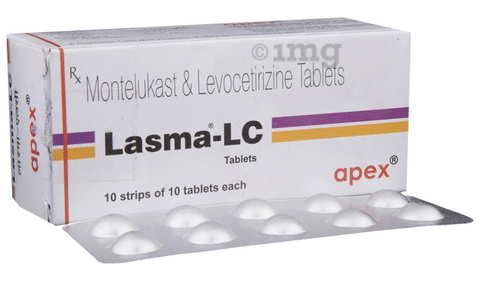 ©1mg
Rx Montelukast & Levocetirizine Tablets
Lasma®-LC
Tablets
10 strips of 10 tablets each
apex®
apex®